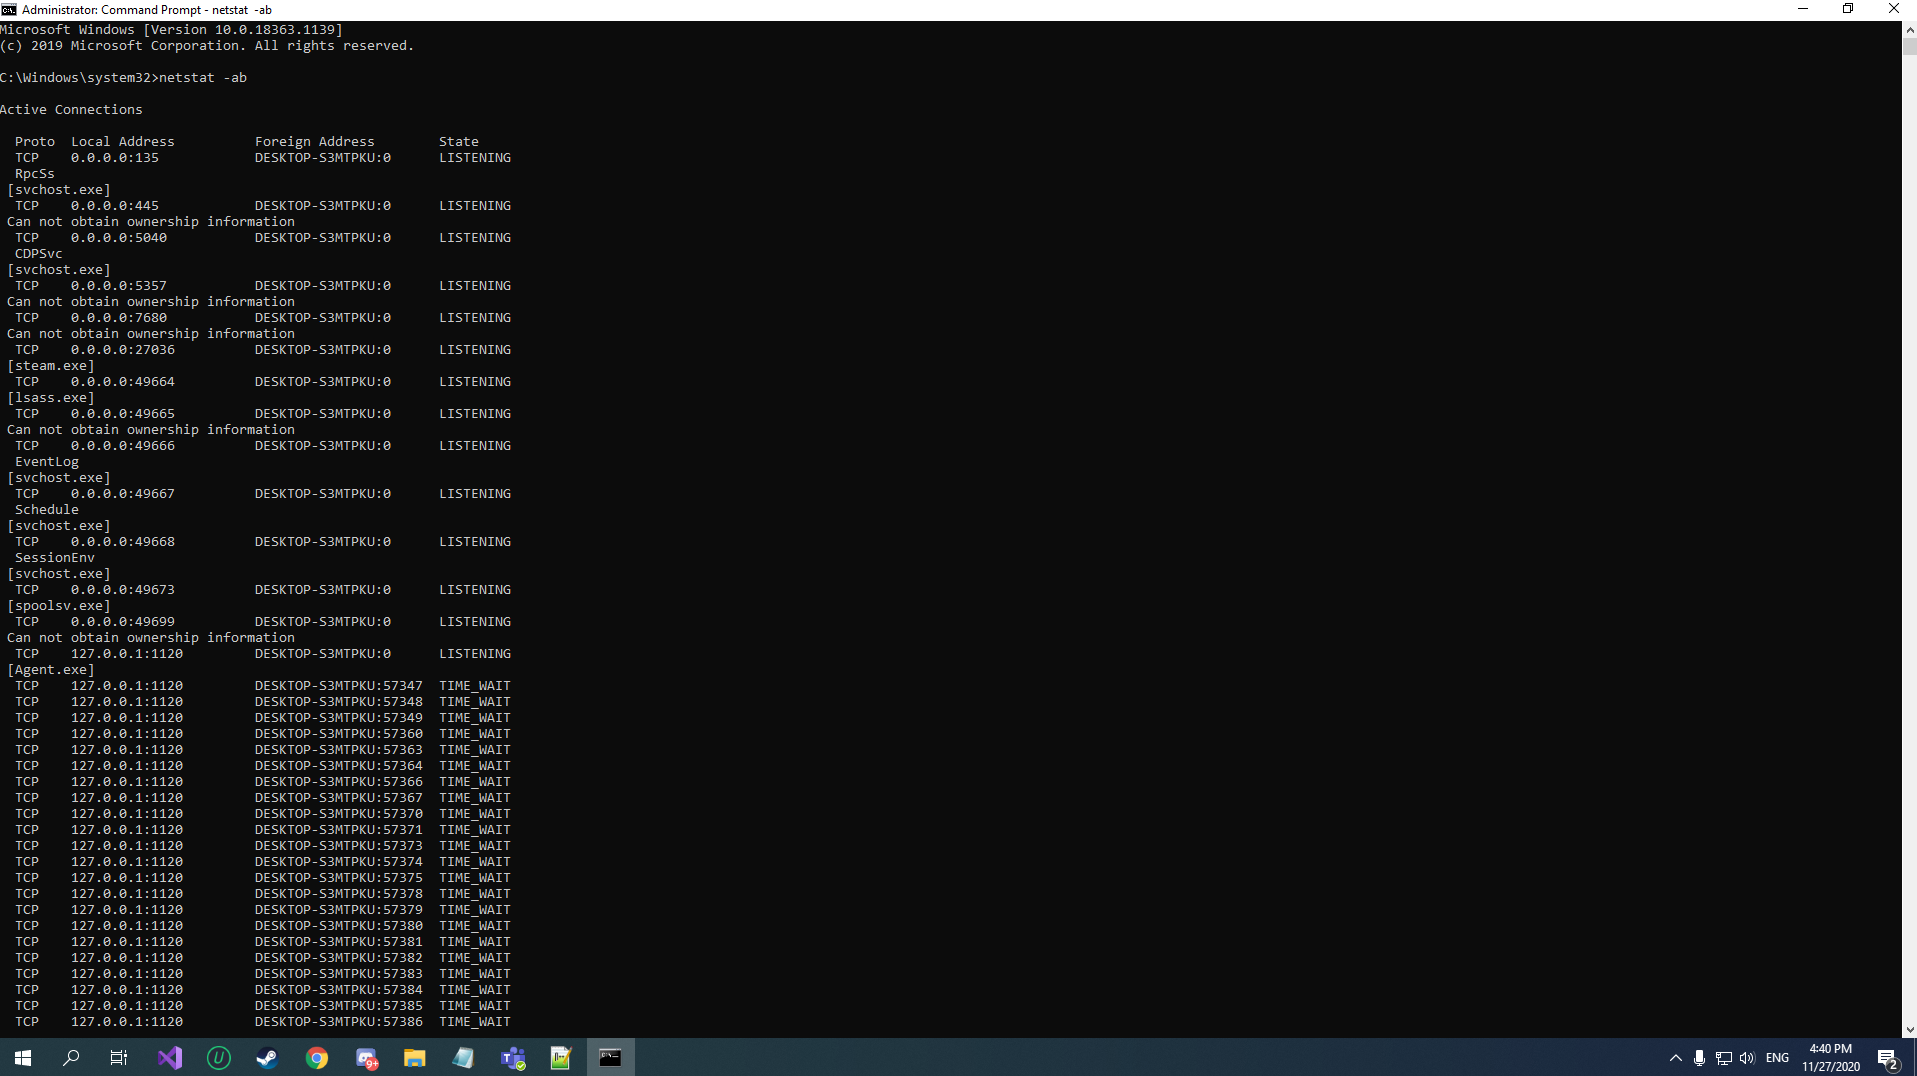 Administrator: Command Prompt - netstat  -ab
Microsoft Windows [Version 10.0.18363.1139]
(c) 2019 Microsoft Corporation. All rights reserved.
C:\Windows\system32>netstat -ab
Active Connections
Proto  Local Address          Foreign Address        State
TCP    0.0.0.0:135            DESKTOP-S3MTPKU:0      LISTENING
RpcSs
[svchost.exe]
TCP    0.0.0.0:445            DESKTOP-S3MTPKU:0      LISTENING
Can not obtain ownership information
TCP    0.0.0.0:5040           DESKTOP-S3MTPKU:0      LISTENING
CDPSvc
[svchost.exe]
TCP    0.0.0.0:5357           DESKTOP-S3MTPKU:0      LISTENING
Can not obtain ownership information
TCP    0.0.0.0:7680           DESKTOP-S3MTPKU:0      LISTENING
Can not obtain ownership information
TCP    0.0.0.0:27036          DESKTOP-S3MTPKU:0      LISTENING
[steam.exe]
TCP    0.0.0.0:49664          DESKTOP-S3MTPKU:0      LISTENING
[lsass.exe]
TCP    0.0.0.0:49665          DESKTOP-S3MTPKU:0      LISTENING
Can not obtain ownership information
TCP    0.0.0.0:49666          DESKTOP-S3MTPKU:0      LISTENING
EventLog
[svchost.exe]
TCP    0.0.0.0:49667          DESKTOP-S3MTPKU:0      LISTENING
Schedule
[svchost.exe]
TCP    0.0.0.0:49668          DESKTOP-S3MTPKU:0      LISTENING
SessionEnv
[svchost.exe]
TCP    0.0.0.0:49673          DESKTOP-S3MTPKU:0      LISTENING
[spoolsv.exe]
TCP    0.0.0.0:49699          DESKTOP-S3MTPKU:0      LISTENING
Can not obtain ownership information
TCP    127.0.0.1:1120         DESKTOP-S3MTPKU:0      LISTENING
[Agent.exe]
TCP    127.0.0.1:1120         DESKTOP-S3MTPKU:57347  TIME_WAIT
TCP    127.0.0.1:1120         DESKTOP-S3MTPKU:57348  TIME_WAIT
TCP    127.0.0.1:1120         DESKTOP-S3MTPKU:57349  TIME_WAIT
TCP    127.0.0.1:1120         DESKTOP-S3MTPKU:57360  TIME_WAIT
TCP    127.0.0.1:1120         DESKTOP-S3MTPKU:57363  TIME_WAIT
TCP    127.0.0.1:1120         DESKTOP-S3MTPKU:57364  TIME_WAIT
TCP    127.0.0.1:1120         DESKTOP-S3MTPKU:57366  TIME_WAIT
TCP    127.0.0.1:1120         DESKTOP-S3MTPKU:57367  TIME_WAIT
TCP    127.0.0.1:1120         DESKTOP-S3MTPKU:57370  TIME_WAIT
TCP    127.0.0.1:1120         DESKTOP-S3MTPKU:57371  TIME_WAIT
TCP    127.0.0.1:1120         DESKTOP-S3MTPKU:57373  TIME_WAIT
TCP    127.0.0.1:1120         DESKTOP-S3MTPKU:57374  TIME_WAIT
TCP    127.0.0.1:1120         DESKTOP-S3MTPKU:57375  TIME_WAIT
TCP    127.0.0.1:1120         DESKTOP-S3MTPKU:57378  TIME_WAIT
TCP    127.0.0.1:1120         DESKTOP-S3MTPKU:57379  TIME_WAIT
TCP    127.0.0.1:1120         DESKTOP-S3MTPKU:57380  TIME_WAIT
TCP    127.0.0.1:1120         DESKTOP-S3MTPKU:57381  TIME_WAIT
TCP    127.0.0.1:1120         DESKTOP-S3MTPKU:57382  TIME_WAIT
TCP    127.0.0.1:1120         DESKTOP-S3MTPKU:57383  TIME_WAIT
TCP    127.0.0.1:1120         DESKTOP-S3MTPKU:57384  TIME_WAIT
TCP    127.0.0.1:1120         DESKTOP-S3MTPKU:57385  TIME_WAIT
TCP    127.0.0.1:1120         DESKTOP-S3MTPKU:57386  TIME_WAIT
9+
ENG
4:40 PM
11/27/2020
2